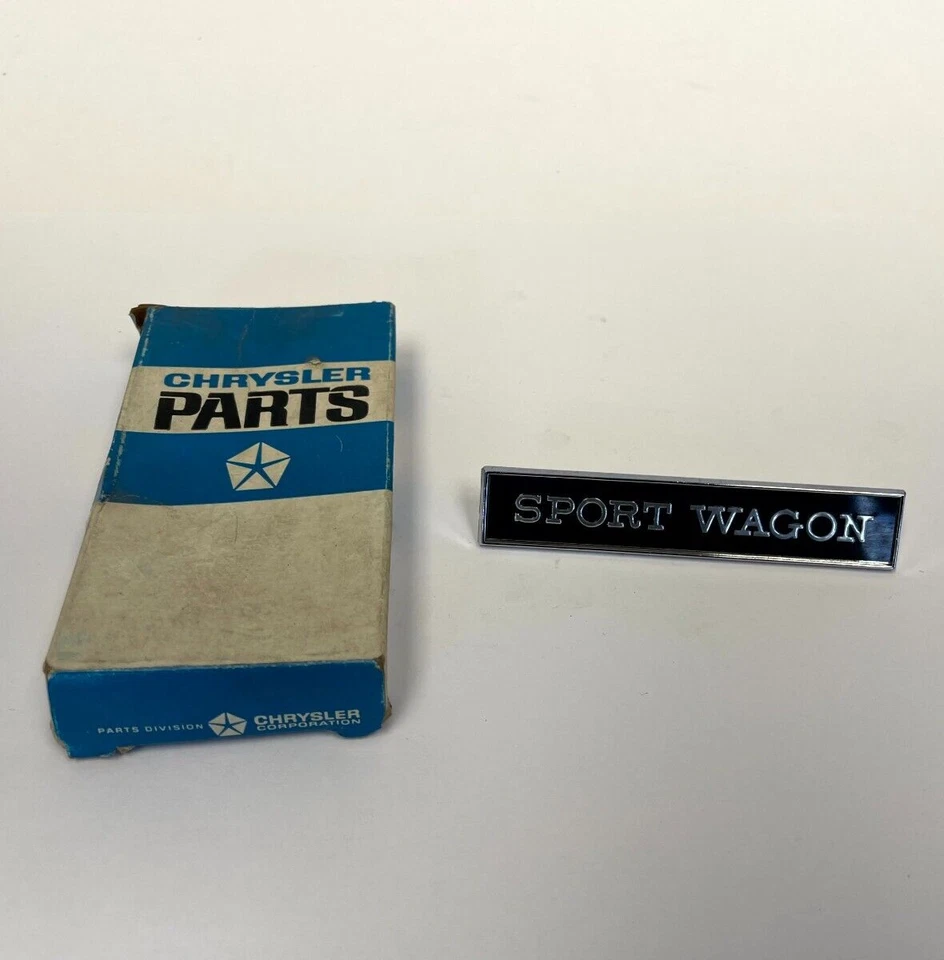 CHRYSLER
PARTS
PARTS DIVISION CHRYSLER
CORPORATION
SPORT WAGON